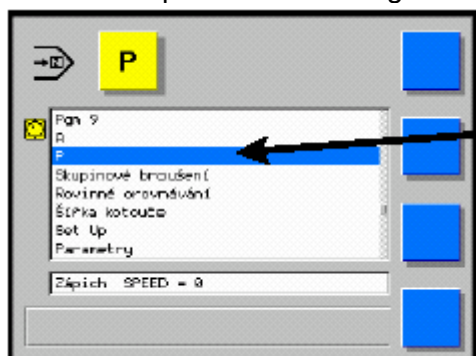 N
P
Pgm 9
A
P
Skupinové broušení
Rovinné orovnávání
Šířka kotouče
Set Up
Parametry
Zápich SPEED = 0